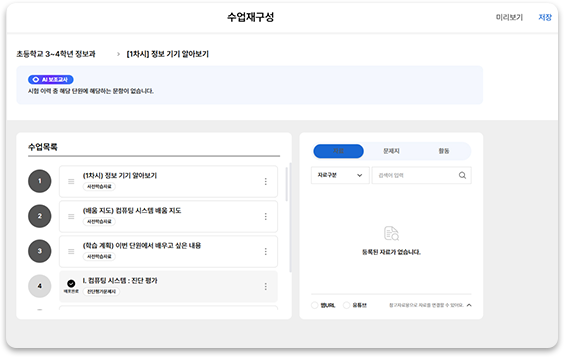 수업재구성
미리보기
저장
초등학교 3~4학년 정보과 > [1차시] 정보 기기 알아보기
AI 보조교사
시험 이력 중 해당 단원에 해당하는 문항이 없습니다.
수업목록
1
(1차시) 정보 기기 알아보기
사전학습자료
2
(배움 지도) 컴퓨팅 시스템 배움 지도
사전학습자료
3
(학습 계획) 이번 단원에서 배우고 싶은 내용
사전학습자료
4
배포완료
I. 컴퓨팅 시스템 : 진단 평가
진단평가문제지
문제지
활동
자료구분
검색어 입력
등록된 자료가 없습니다.
웹URL
유튜브